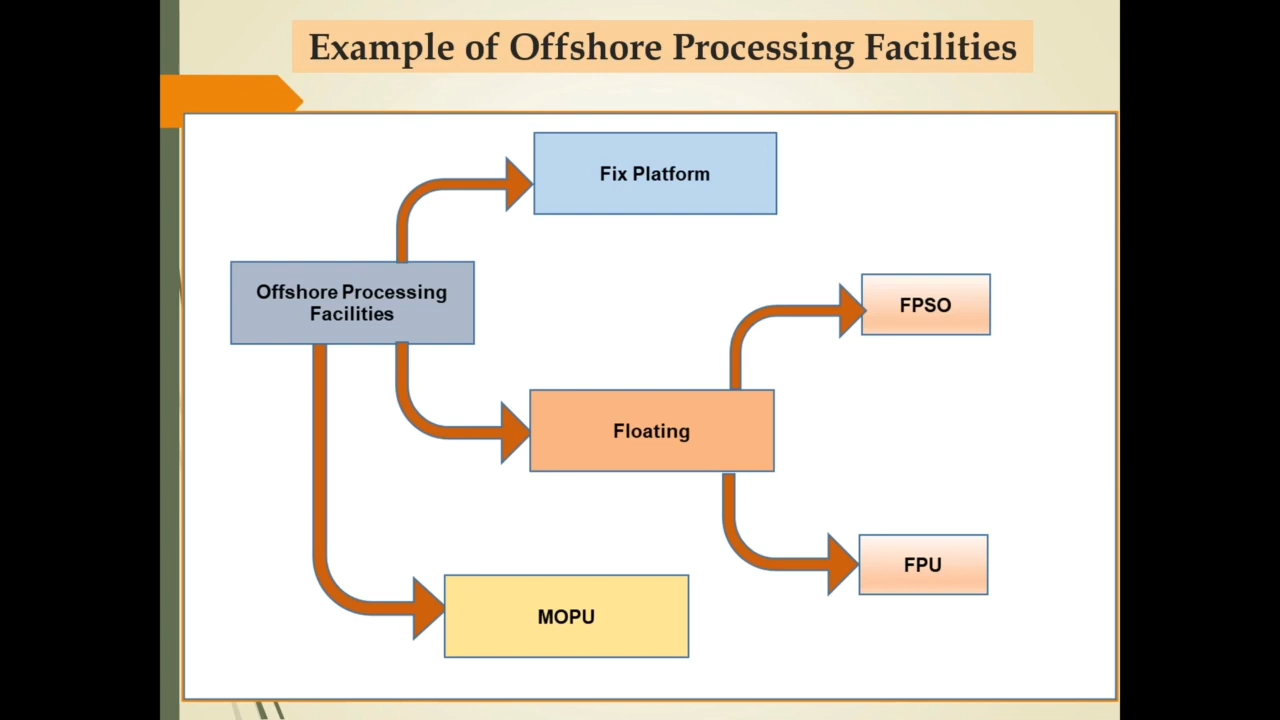 Example of Offshore Processing Facilities
Fix Platform
Offshore Processing
Facilities
FPSO
Floating
FPU
MOPU